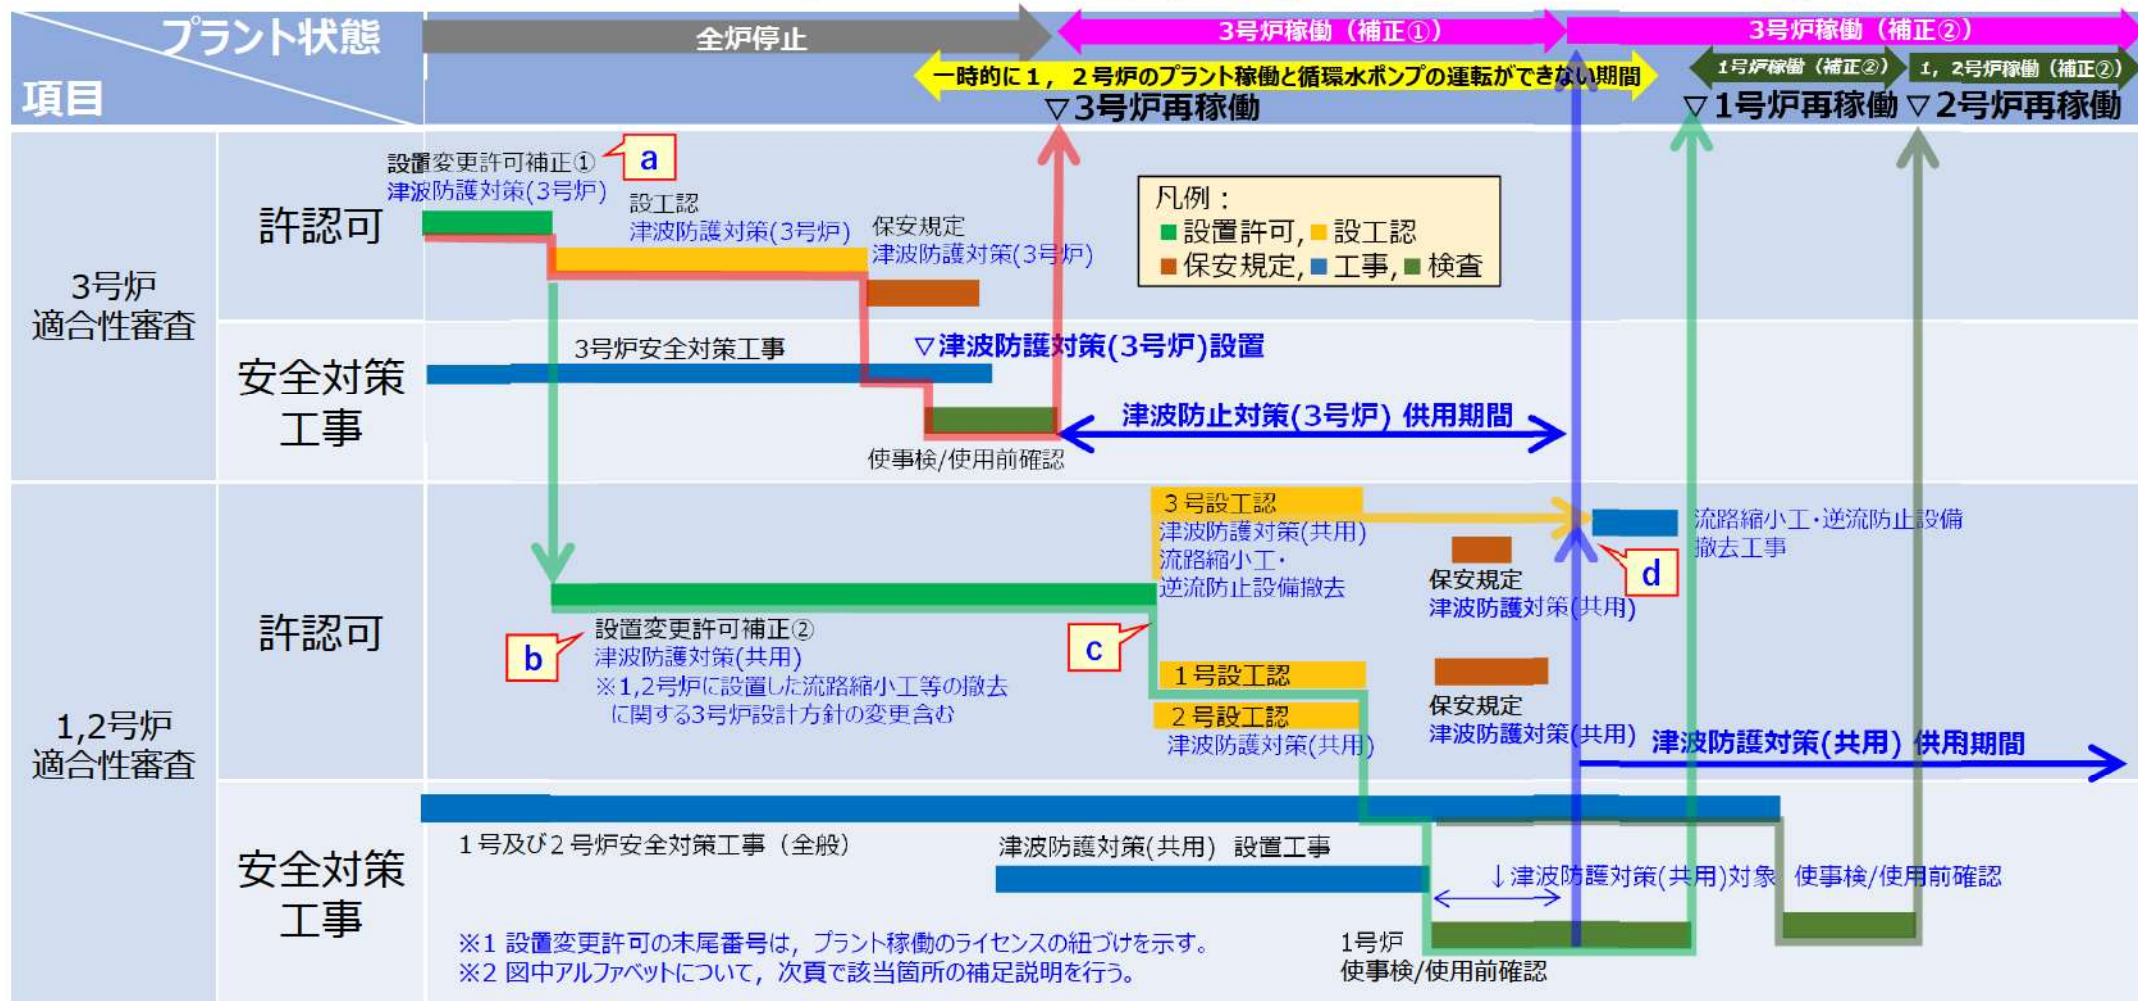 プラント状態
項目
全炉停止
3号炉稼働（補正①）
3号炉稼働（補正②）
一時的に１，２号炉のプラント稼働と循環水ポンプの運転ができない期間
1号炉稼働（補正②）
1，2号炉稼働（補正②）
▽3号炉再稼働
▽1号炉再稼働
▽2号炉再稼働
3号炉
適合性審査
許認可
設置変更許可補正①
津波防護対策(3号炉)
a
設工認
津波防護対策(3号炉)
保安規定
津波防護対策(3号炉)
凡例：
■設置許可,■設工認
■保安規定,■工事,■検査
安全対策
工事
3号炉安全対策工事
▽津波防護対策(3号炉)設置
津波防止対策(3号炉) 供用期間
使事検/使用前確認
1,2号炉
適合性審査
許認可
３号設工認
津波防護対策(共用)
流路縮小工・
逆流防止設備撤去
流路縮小工・逆流防止設備
撤去工事
d
保安規定
津波防護対策(共用)
b
設置変更許可補正②
津波防護対策(共用)
※1,2号炉に設置した流路縮小工等の撤去
に関する3号炉設計方針の変更含む
c
１号設工認
２号設工認
津波防護対策(共用)
保安規定
津波防護対策(共用)
津波防護対策(共用) 供用期間
安全対策
工事
１号及び２号炉安全対策工事（全般）
津波防護対策(共用) 設置工事
↓津波防護対策(共用)対象 使事検/使用前確認
1号炉
使事検/使用前確認
※1 設置変更許可の末尾番号は，プラント稼働のライセンスの紐づけを示す。
※2 図中アルファベットについて，次頁で該当箇所の補足説明を行う。